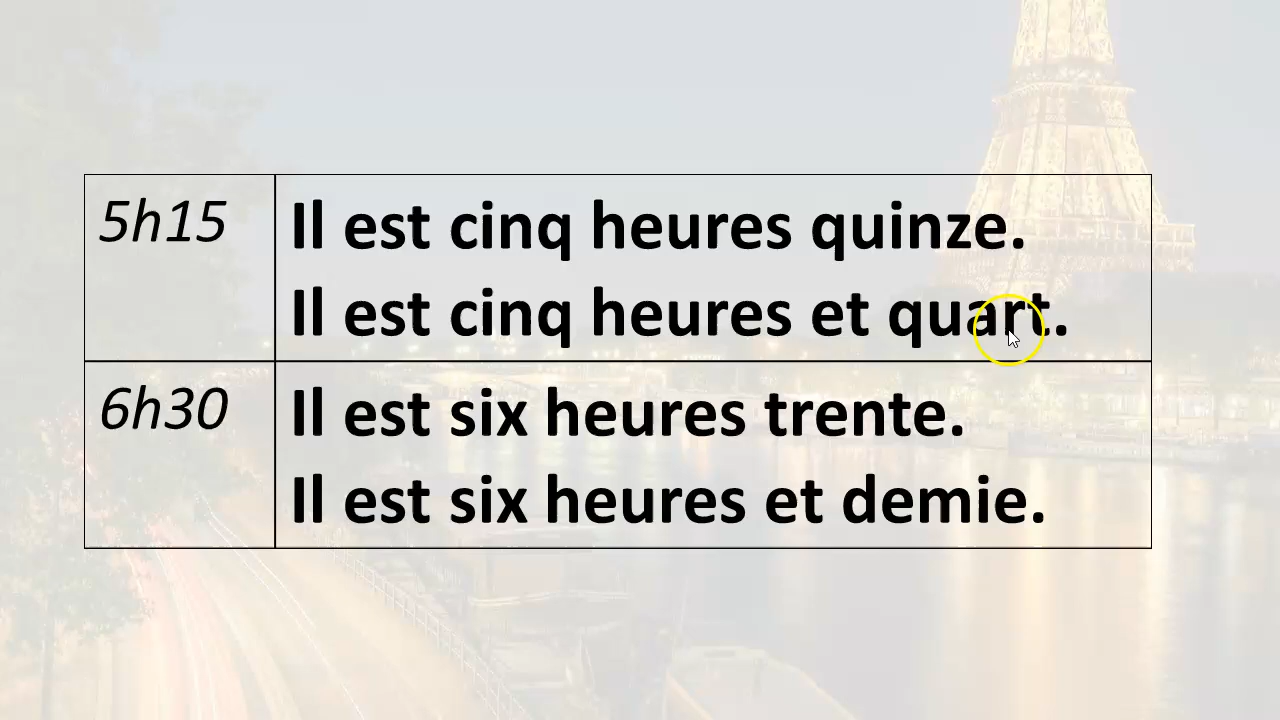 5h15
Il est cinq heures quinze.
Il est cinq heures et quart.
6h30
Il est six heures trente.
Il est six heures et demie.